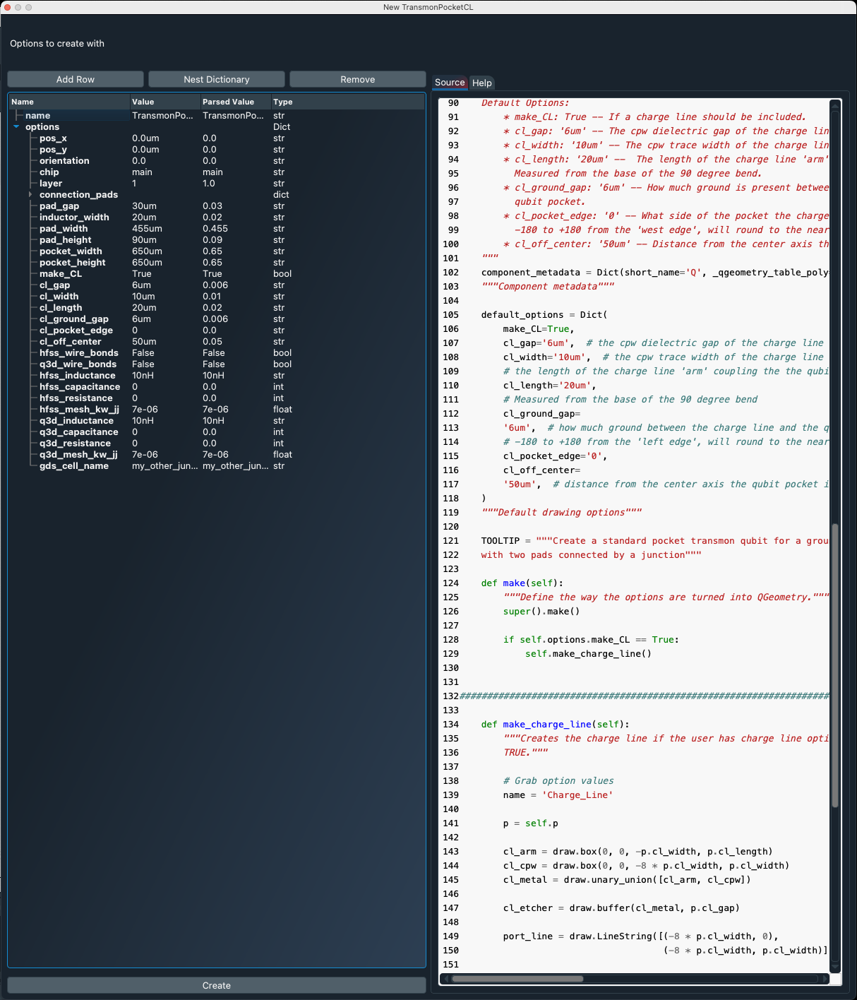 New TransmonPocketCL
Options to create with
Add Row Nest Dictionary Remove
Name Value Parsed Value Type
name TransmonPo... TransmonPo... str
options Dict
pos_x 0.0um 0.0 str
pos_y 0.0um 0.0 str
orientation 0.0 0.0 str
chip main main str
layer 1 1.0 str
connection_pads dict
pad_gap 30um 0.03 str
inductor_width 20um 0.02 str
pad_width 455um 0.455 str
pad_height 90um 0.09 str
pocket_width 650um 0.65 str
pocket_height 650um 0.65 str
make_CL True True bool
cl_gap 6um 0.006 str
cl_width 10um 0.01 str
cl_length 20um 0.02 str
cl_ground_gap 6um 0.006 str
cl_pocket_edge 0 0.0 str
cl_off_center 50um 0.05 str
hfss_wire_bonds False False bool
q3d_wire_bonds False False bool
hfss_inductance 10nH 10nH str
hfss_capacitance 0 0.0 int
hfss_resistance 0 0.0 int
hfss_mesh_kw_jj 7e-06 7e-06 float
q3d_inductance 10nH 10nH str
q3d_capacitance 0 0.0 int
q3d_resistance 0 0.0 int
q3d_mesh_kw_jj 7e-06 7e-06 float
gds_cell_name my_other_jun... my_other_jun... str
Create
Source Help
90 Default Options:
91 * make_CL: True -- If a charge line should be included.
92 * cl_gap: '6um' -- The cpw dielectric gap of the charge lin
93 * cl_width: '10um' -- The cpw trace width of the charge lin
94 * cl_length: '20um' --  The length of the charge line 'arm'
95 Measured from the base of the 90 degree bend.
96 * cl_ground_gap: '6um' -- How much ground is present betwee
97 qubit pocket.
98 * cl_pocket_edge: '0' -- What side of the pocket the charge
99 -180 to +180 from the 'west edge', will round to the near
100 * cl_off_center: '50um' -- Distance from the center axis th
101 """
102 component_metadata = Dict(short_name='Q', _qgeometry_table_poly
103 """Component metadata"""
104
105 default_options = Dict(
106 make_CL=True,
107 cl_gap='6um',  # the cpw dielectric gap of the charge line
108 cl_width='10um',  # the cpw trace width of the charge line
109 # the length of the charge line 'arm' coupling the the qubi
110 cl_length='20um',
111 # Measured from the base of the 90 degree bend
112 cl_ground_gap=
113 '6um',  # how much ground between the charge line and the q
114 # -180 to +180 from the 'left edge', will round to the near
115 cl_pocket_edge='0',
116 cl_off_center=
117 '50um',  # distance from the center axis the qubit pocket i
118 )
119 """Default drawing options"""
120
121 TOOLTIP = """Create a standard pocket transmon qubit for a grou
122 with two pads connected by a junction"""
123
124 def make(self):
125 """Define the way the options are turned into QGeometry."""
126 super().make()
127
128 if self.options.make_CL == True:
129 self.make_charge_line()
130
131
132##################################################################
133
134 def make_charge_line(self):
135 """Creates the charge line if the user has charge line opti
136 TRUE."""
137
138 # Grab option values
139 name = 'Charge_Line'
140
141 p = self.p
142
143 cl_arm = draw.box(0, 0, -p.cl_width, p.cl_length)
144 cl_cpw = draw.box(0, 0, -8 * p.cl_width, p.cl_width)
145 cl_metal = draw.unary_union([cl_arm, cl_cpw])
146
147 cl_etcher = draw.buffer(cl_metal, p.cl_gap)
148
149 port_line = draw.LineString([(-8 * p.cl_width, 0),
150 (-8 * p.cl_width, p.cl_width)]
151